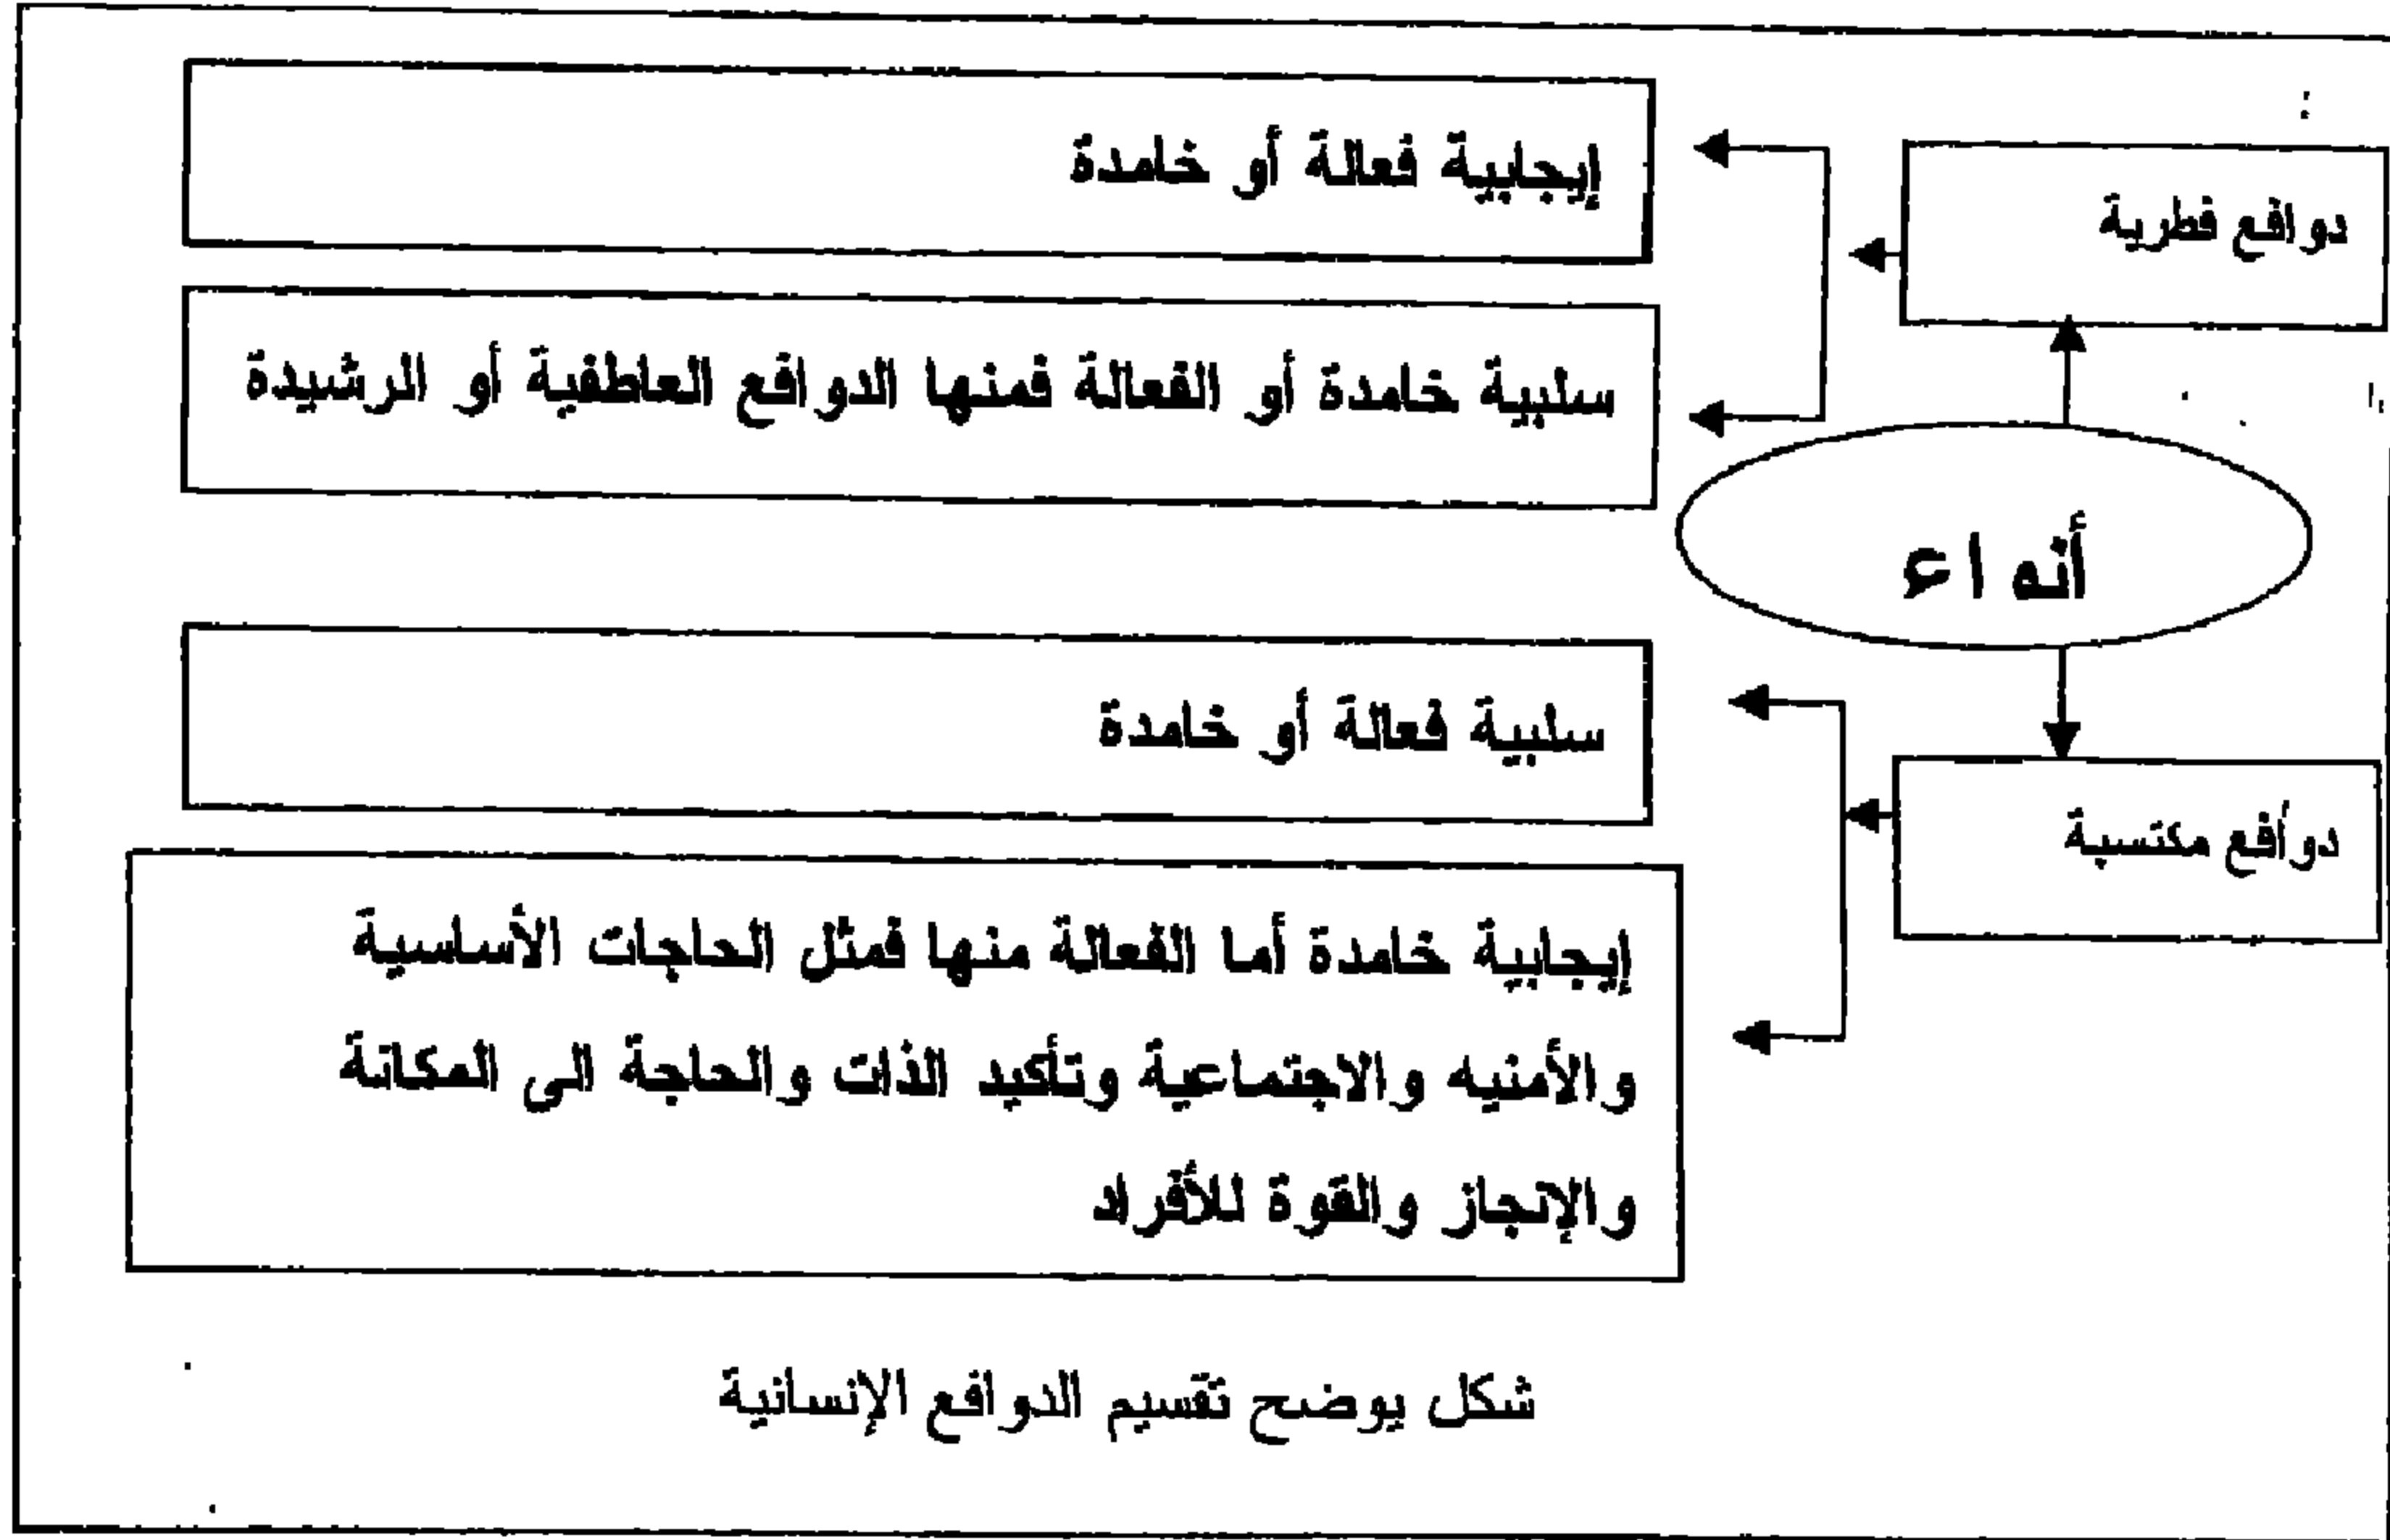 دوافع فطرية
إيجابية فعالة أو خامدة
سلبية خامدة أو الفعالة فمنها الدوافع العاطفية أو الرشيدة
أنواع
دوافع مكتسبة
سلبية فعالة أو خامدة
إيجابية خامدة أما الفعالة منها فمثل الحاجات الأساسية
والأمنيه والاجتماعية وتأكيد الذات والحاجة الى المكانة
والإنجاز والقوة للأفراد
شكل يوضح تقسيم الدوافع الإنسانية